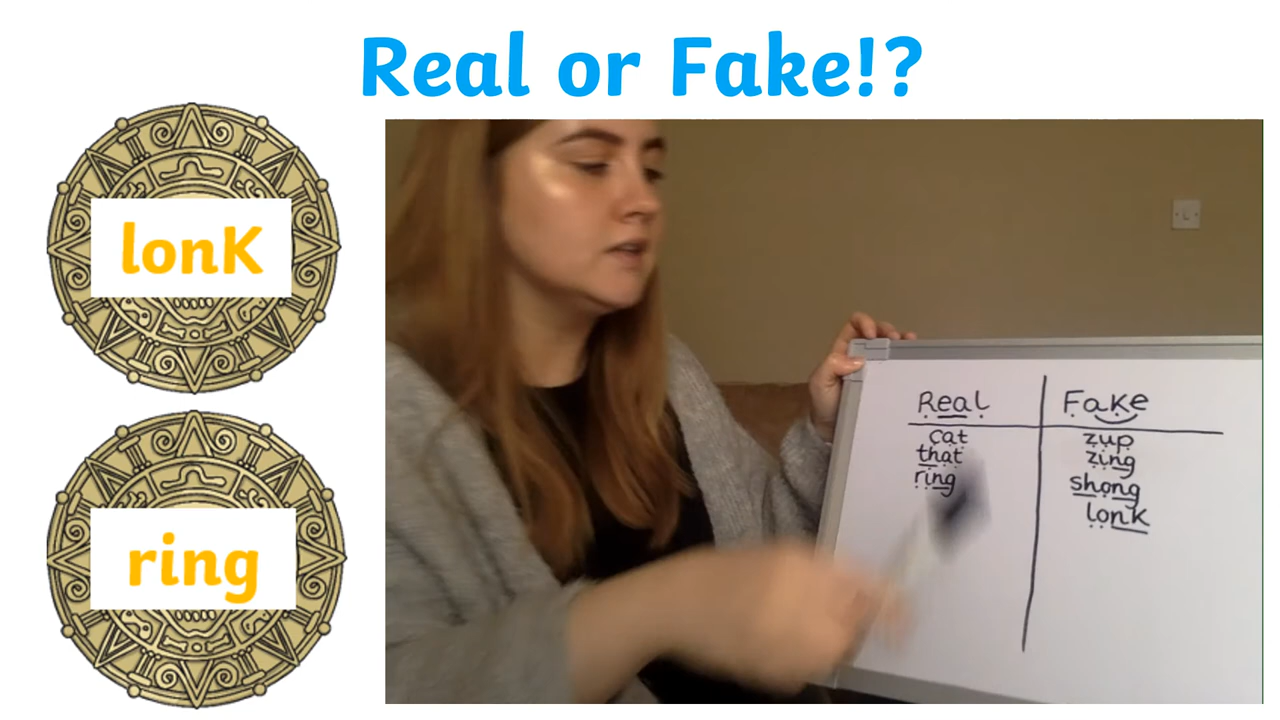 Real or Fake!?
lonK
ring
Real
cat
that
ring
Fake
zup
zing
shong
lonk
L